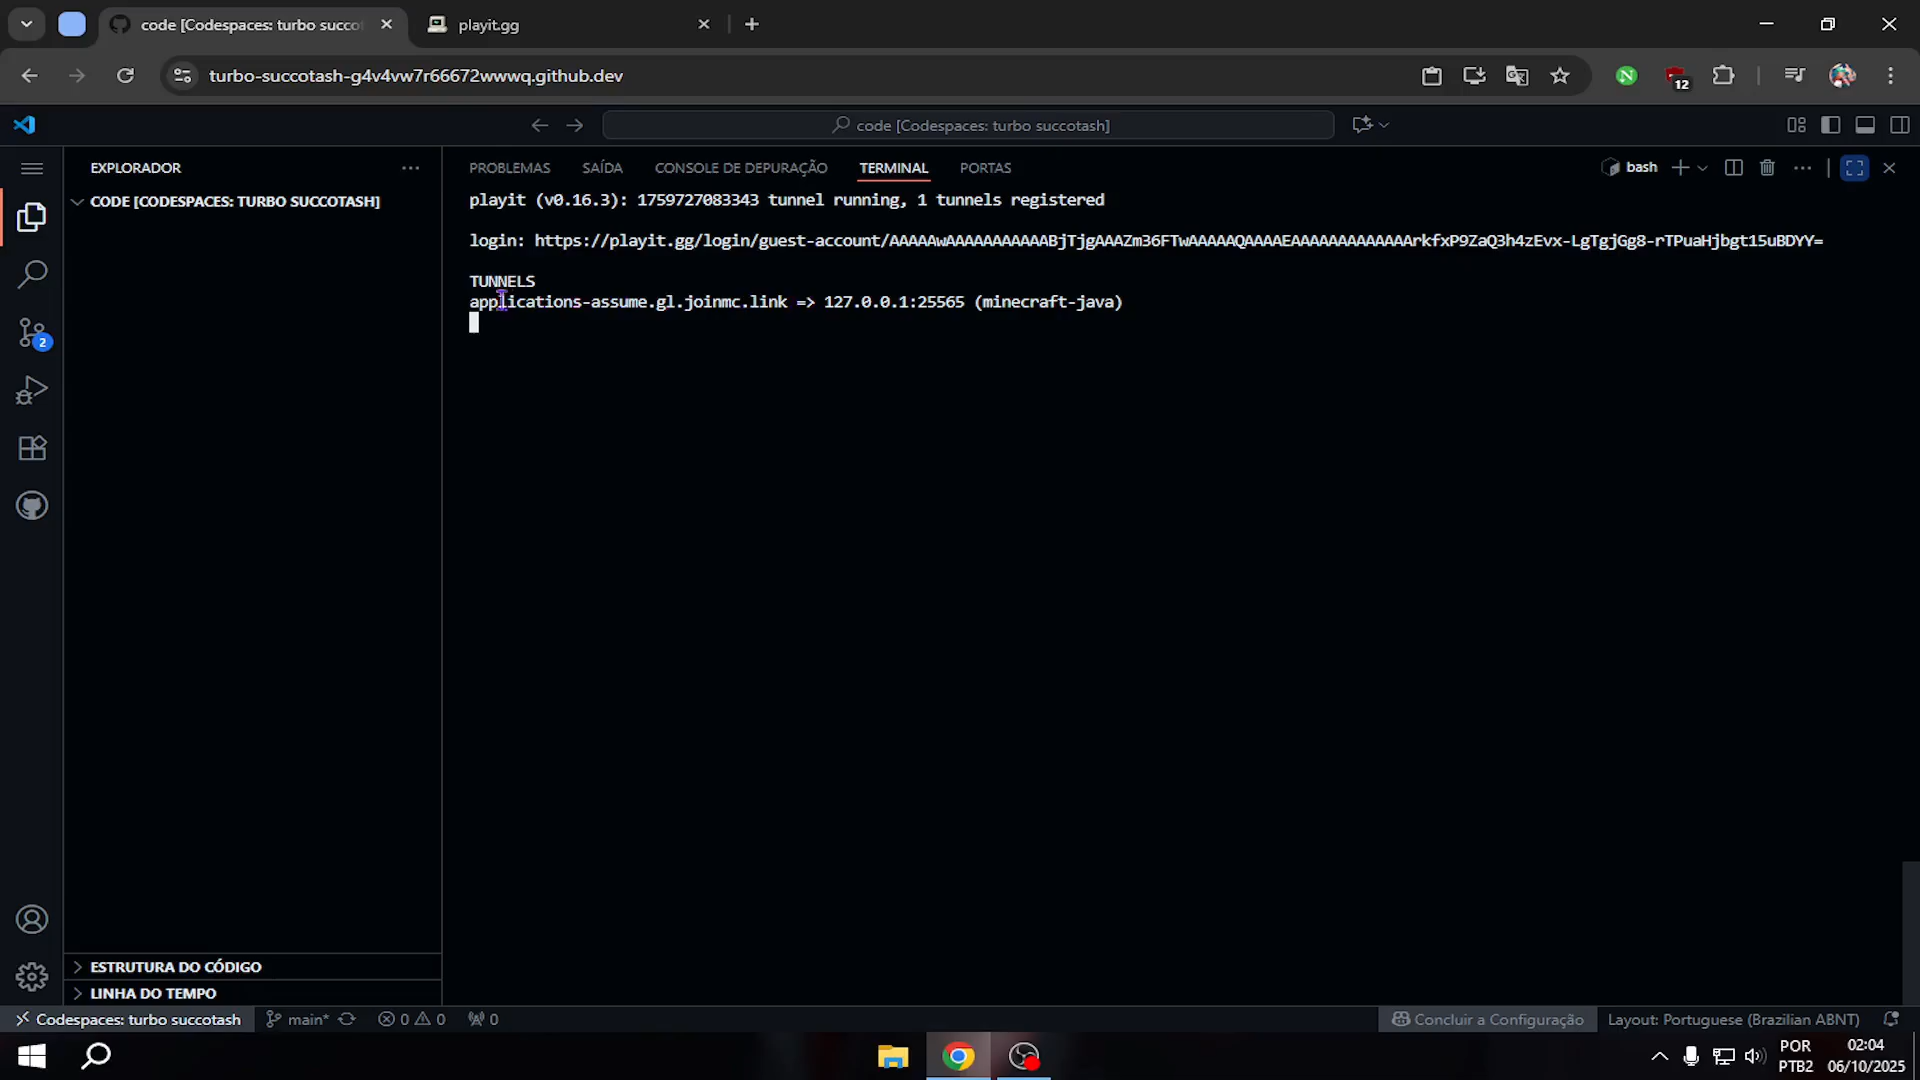 code [Codespaces: turbo succo
playit.gg
turbo-succotash-g4v4vw7r66672wwwq.github.dev
12
code [Codespaces: turbo succotash]
EXPLORADOR
PROBLEMAS SAÍDA CONSOLE DE DEPURAÇÃO TERMINAL PORTAS
bash
CODE [CODESPACES: TURBO SUCCOTASH]
playit (v0.16.3): 1759727083343 tunnel running, 1 tunnels registered
login: https://playit.gg/login/guest-account/AAAAAwAAAAAAAAAAABjTjgAAAZm36FTwAAAAAQAAAAEAAAAAAAAAAAAAArkfxP9ZaQ3h4zEvx-LgTgjGg8-rTPuaHjbgt15uBDYY=
TUNNELS
applications-assume.gl.joinmc.link => 127.0.0.1:25565 (minecraft-java)
2
ESTRUTURA DO CÓDIGO
LINHA DO TEMPO
Codespaces: turbo succotash
main*
0
0
0
Concluir a Configuração
Layout: Portuguese (Brazilian ABNT)
POR
PTB2
02:04
06/10/2025